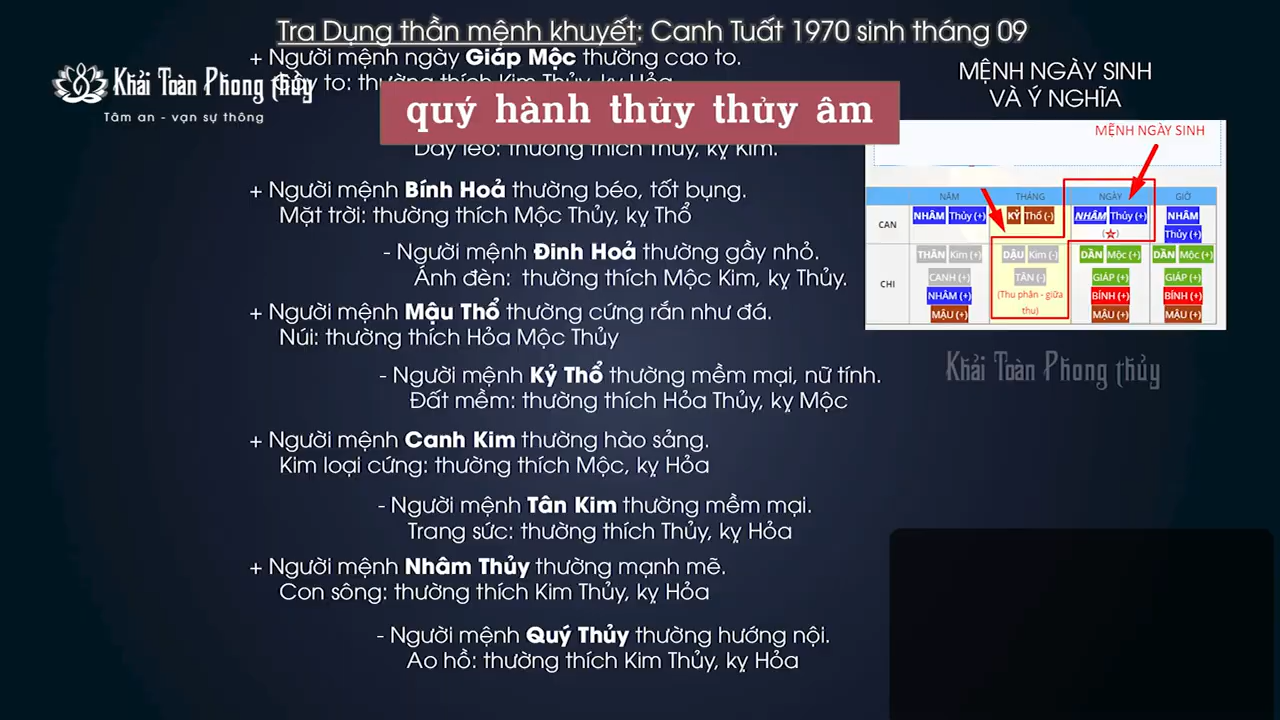 Tra Dụng thần mệnh khuyết: Canh Tuất 1970 sinh tháng 09
+ Người mệnh ngày Giáp Mộc thường cao to.
Khải Toàn Phong thủy
Tâm an - vạn sự thông
quý hành thủy thủy âm
Dây leo: thường thích Thủy, kỵ Kim.
+ Người mệnh Bính Hoả thường béo, tốt bụng.
Mặt trời: thường thích Mộc Thủy, kỵ Thổ
- Người mệnh Đinh Hoả thường gầy nhỏ.
Ánh đèn: thường thích Mộc Kim, kỵ Thủy.
+ Người mệnh Mậu Thổ thường cứng rắn như đá.
Núi: thường thích Hỏa Mộc Thủy
- Người mệnh Kỷ Thổ thường mềm mại, nữ tính.
Đất mềm: thường thích Hỏa Thủy, kỵ Mộc
+ Người mệnh Canh Kim thường hào sảng.
Kim loại cứng: thường thích Mộc, kỵ Hỏa
- Người mệnh Tân Kim thường mềm mại.
Trang sức: thường thích Thủy, kỵ Hỏa
+ Người mệnh Nhâm Thủy thường mạnh mẽ.
Con sông: thường thích Kim Thủy, kỵ Hỏa
- Người mệnh Quý Thủy thường hướng nội.
Ao hồ: thường thích Kim Thủy, kỵ Hỏa
MỆNH NGÀY SINH
VÀ Ý NGHĨA
MỆNH NGÀY SINH
NĂM THÁNG NGÀY GIỜ
CAN NHÂM Thủy (+) KỶ Thổ (-) NHÂM Thủy (+) NHÂM
Thủy (+)
THÂN Kim (+) DẬU Kim (-) DẦN Mộc (+) DẦN Mộc (+)
CHI CANH (+) TÂN (-) GIÁP (+) GIÁP (+)
NHÂM (+) (Thu phân - giữa BÍNH (+) BÍNH (+)
MẬU (+) thu) MẬU (+) MẬU (+)
Khải Toàn Phong thủy